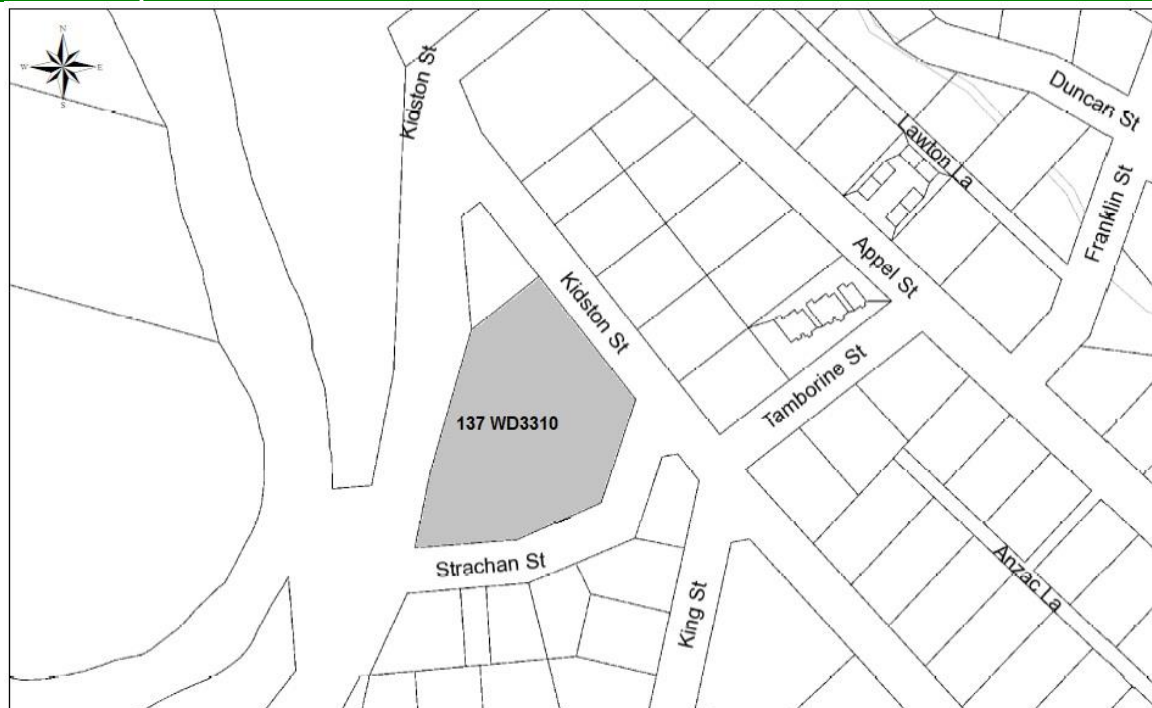 N
W E
S
Kidston St
Duncan St
Lawton La
Franklin St
Appel St
Kidston St
Tamborine St
137 WD3310
Strachan St
Anzac La
King St